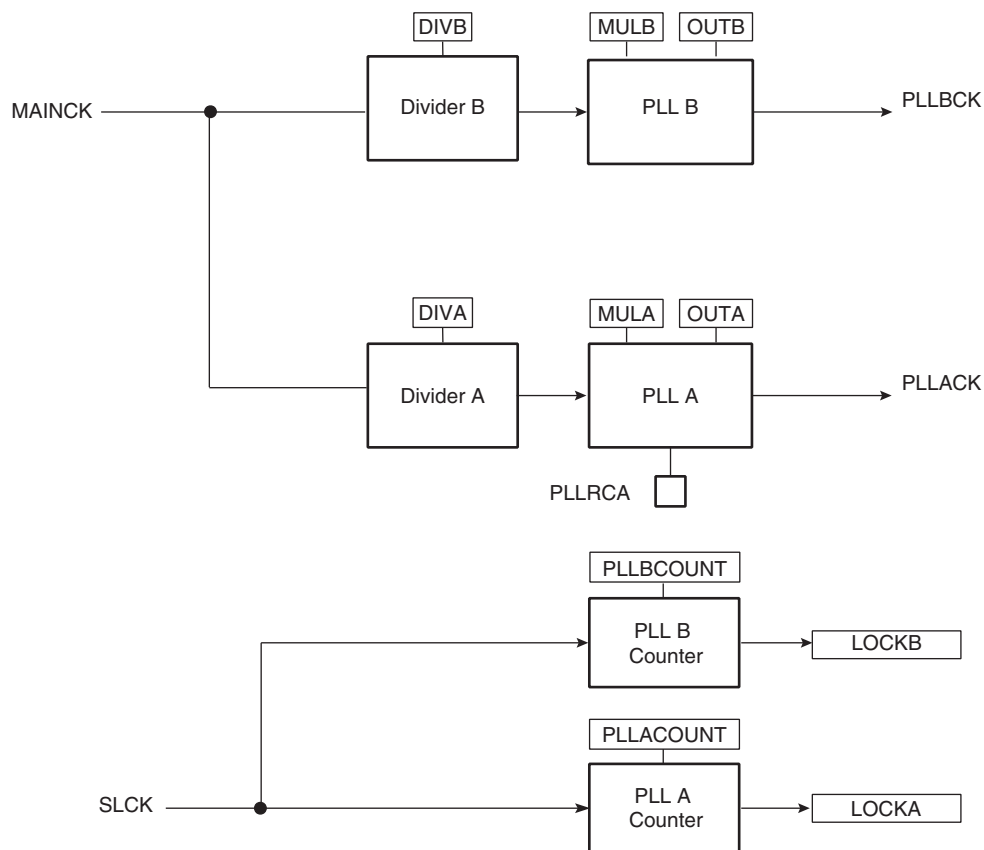 DIVB
MULB
OUTB
MAINCK
Divider B
PLL B
PLLBCK
DIVA
MULA
OUTA
Divider A
PLL A
PLLACK
PLLRCA
PLLBCOUNT
PLL B
Counter
LOCKB
PLLACOUNT
SLCK
PLL A
Counter
LOCKA